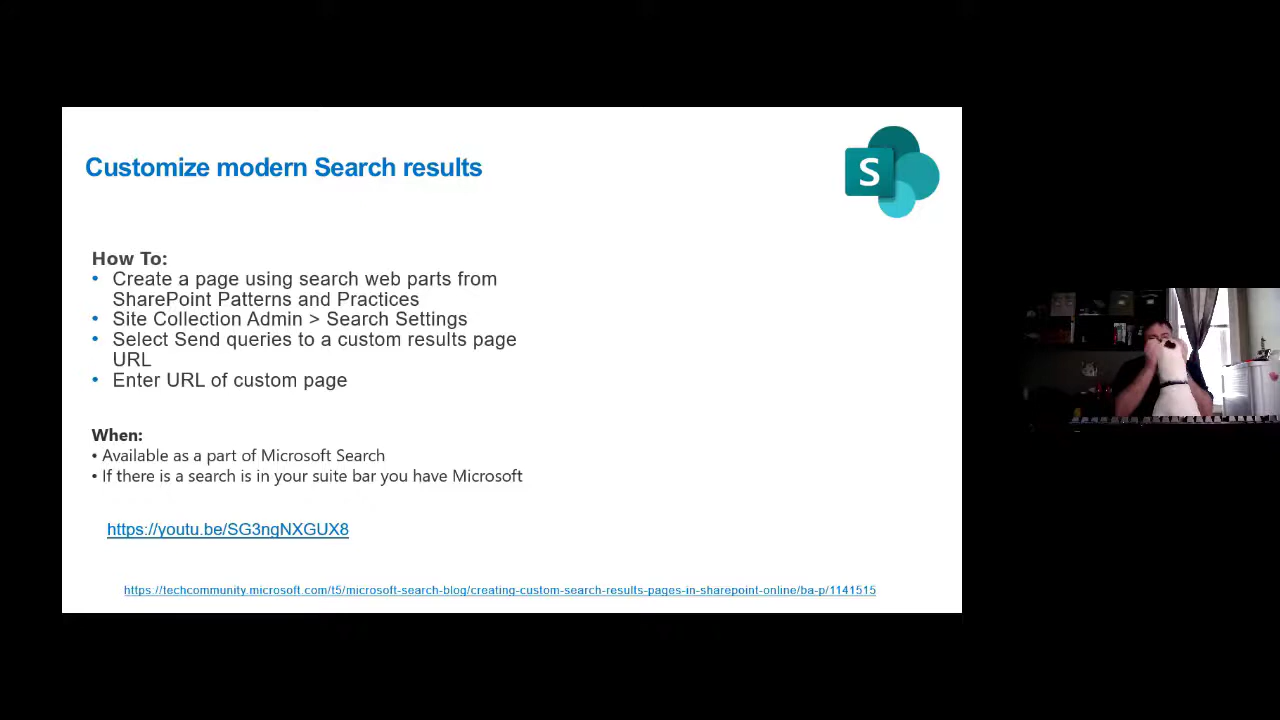 Customize modern Search results
S
How To:
• Create a page using search web parts from
SharePoint Patterns and Practices
• Site Collection Admin > Search Settings
• Select Send queries to a custom results page
URL
• Enter URL of custom page
When:
• Available as a part of Microsoft Search
• If there is a search is in your suite bar you have Microsoft
https://youtu.be/SG3ngNXGUX8
https://techcommunity.microsoft.com/t5/microsoft-search-blog/creating-custom-search-results-pages-in-sharepoint-online/ba-p/1141515